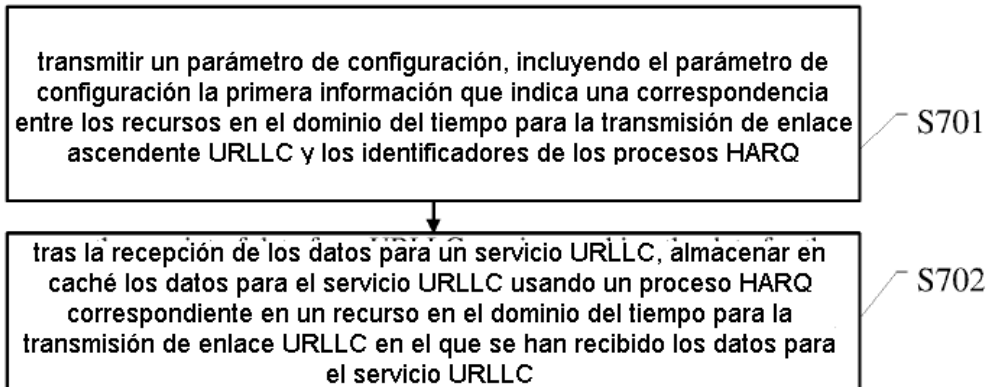 transmitir un parámetro de configuración, incluyendo el parámetro de
configuración la primera información que indica una correspondencia
entre los recursos en el dominio del tiempo para la transmisión de enlace
ascendente URLLC y los identificadores de los procesos HARQ
S701
tras la recepción de los datos para un servicio URLLC, almacenar en
caché los datos para el servicio URLLC usando un proceso HARQ
correspondiente en un recurso en el dominio del tiempo para la
transmisión de enlace URLLC en el que se han recibido los datos para
el servicio URLLC
S702